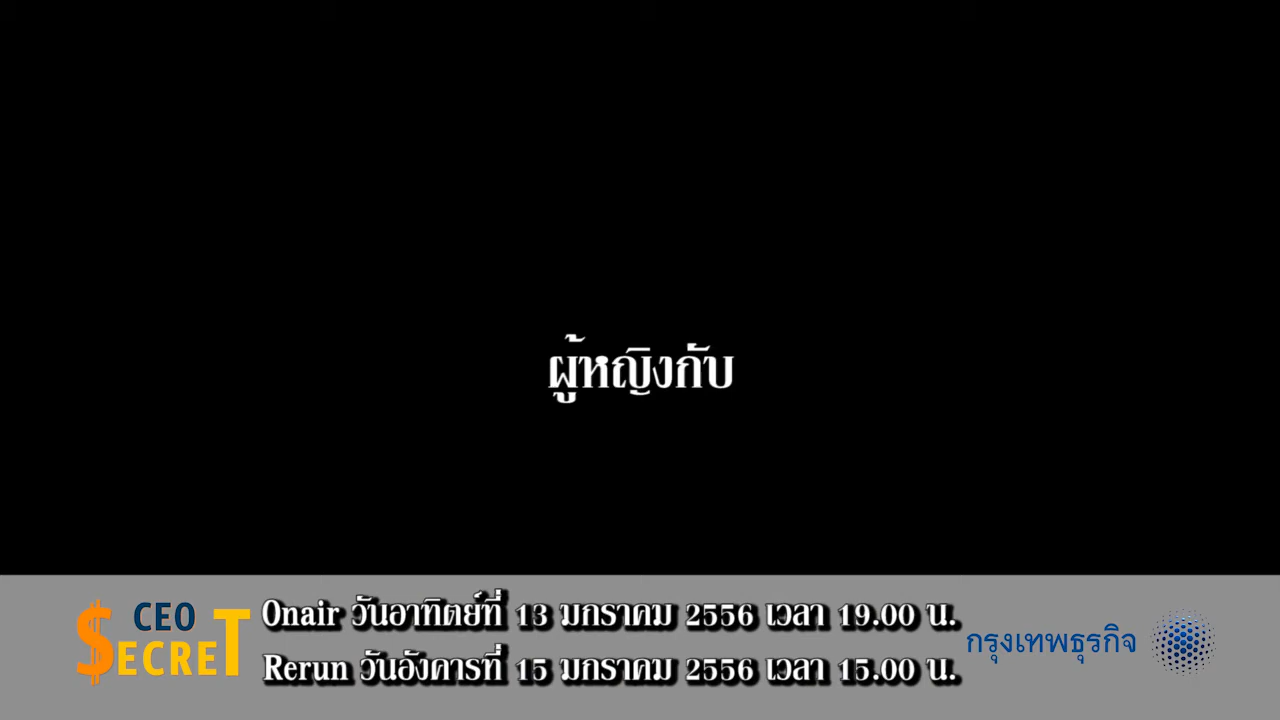 ผู้หญิงกับ
CEO
$ECRET
Onair วันอาทิตย์ที่ 13 มกราคม 2556 เวลา 19.00 น.
Rerun วันอังคารที่ 15 มกราคม 2556 เวลา 15.00 น.
กรุงเทพธุรกิจ